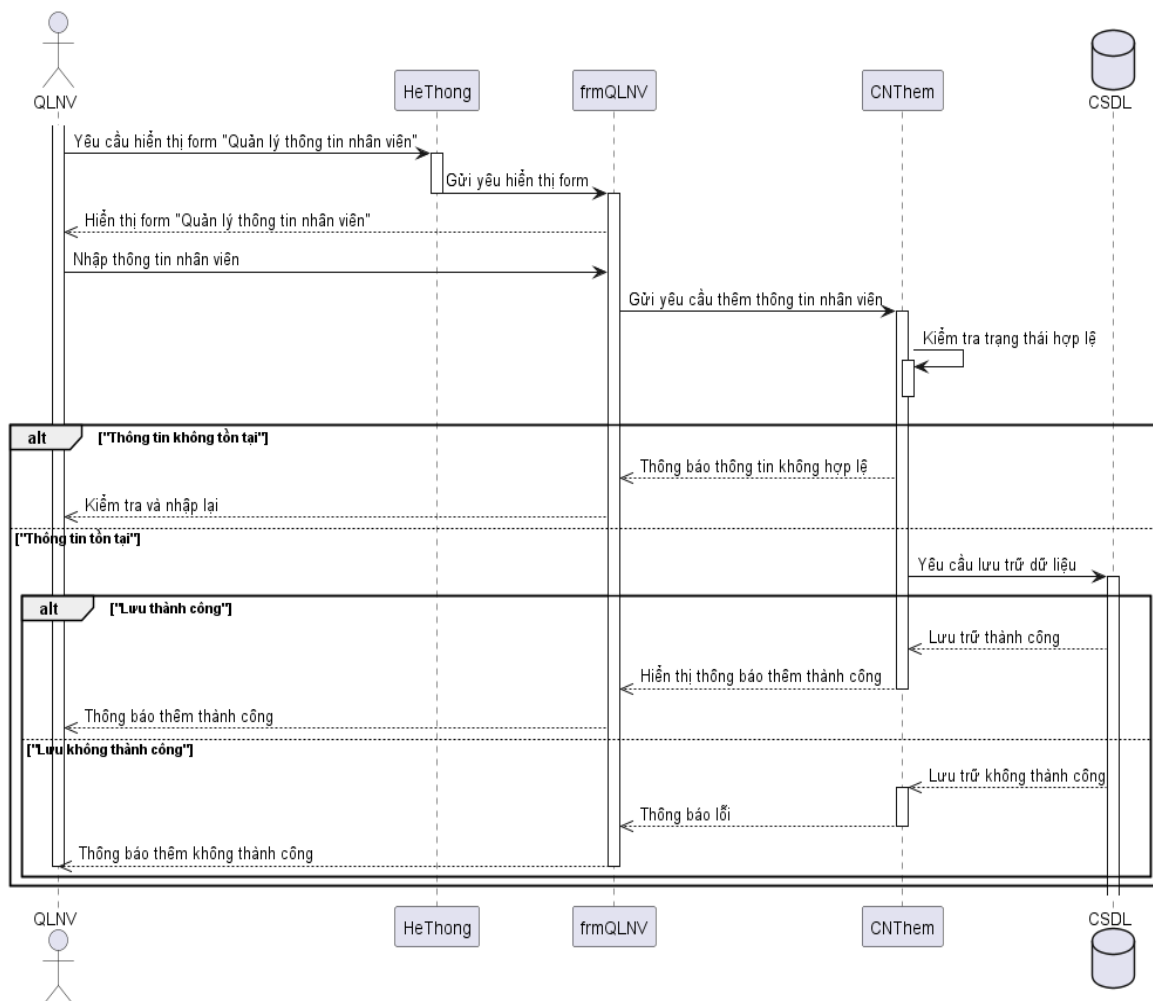 QLNV
HeThong
frmQLNV
CNThem
CSDL
Yêu cầu hiển thị form "Quản lý thông tin nhân viên"
Gửi yêu hiển thị form
Hiển thị form "Quản lý thông tin nhân viên"
Nhập thông tin nhân viên
Gửi yêu cầu thêm thông tin nhân viên
Kiểm tra trạng thái hợp lệ
alt ["Thông tin không tồn tại"]
Thông báo thông tin không hợp lệ
Kiểm tra và nhập lại
["Thông tin tồn tại"]
Yêu cầu lưu trữ dữ liệu
alt ["Lưu thành công"]
Lưu trữ thành công
Hiển thị thông báo thêm thành công
Thông báo thêm thành công
["Lưu không thành công"]
Lưu trữ không thành công
Thông báo lỗi
Thông báo thêm không thành công
QLNV
HeThong
frmQLNV
CNThem
CSDL